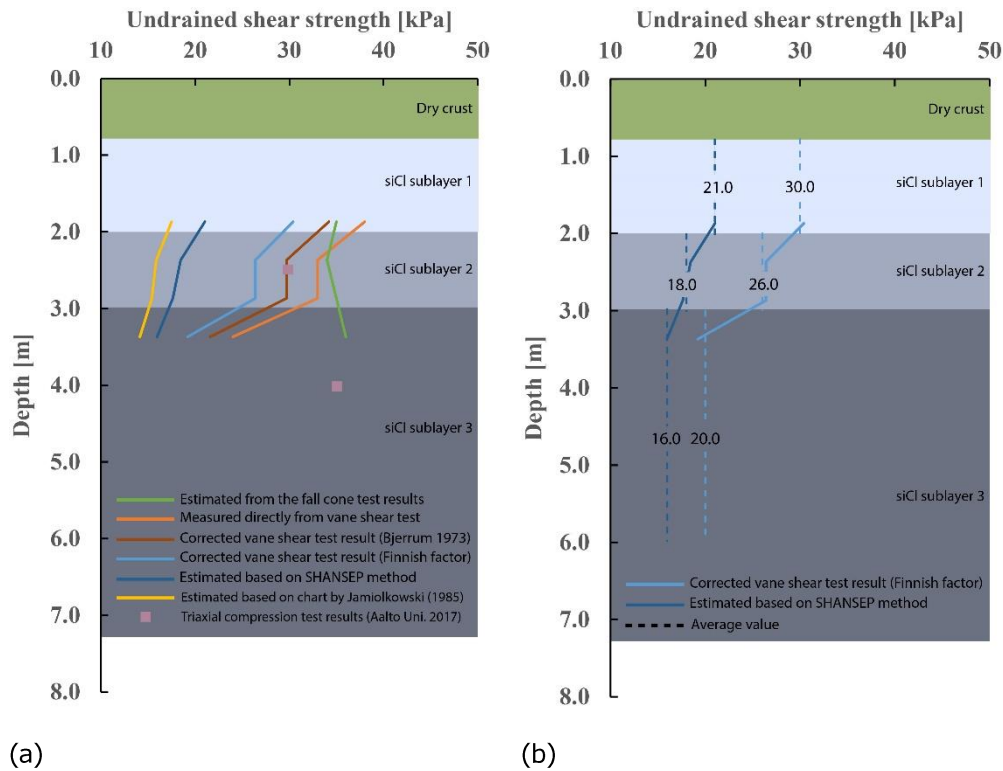 Undrained shear strength [kPa]
10 20 30 40 50
0.0
Dry crust
1.0
siCl sublayer 1
2.0
siCl sublayer 2
3.0
4.0
siCl sublayer 3
5.0
Estimated from the fall cone test results
Measured directly from vane shear test
6.0
Corrected vane shear test result (Bjerrum 1973)
Corrected vane shear test result (Finnish factor)
Estimated based on SHANSEP method
Estimated based on chart by Jamiolkowski (1985)
7.0
Triaxial compression test results (Aalto Uni. 2017)
8.0
Depth [m]
(a)
Undrained shear strength [kPa]
10 20 30 40 50
0.0
Dry crust
1.0
21.0 30.0
siCl sublayer 1
2.0
siCl sublayer 2
18.0 26.0
3.0
4.0
16.0 20.0
5.0
siCl sublayer 3
6.0
Corrected vane shear test result (Finnish factor)
Estimated based on SHANSEP method
7.0
Average value
8.0
Depth [m]
(b)